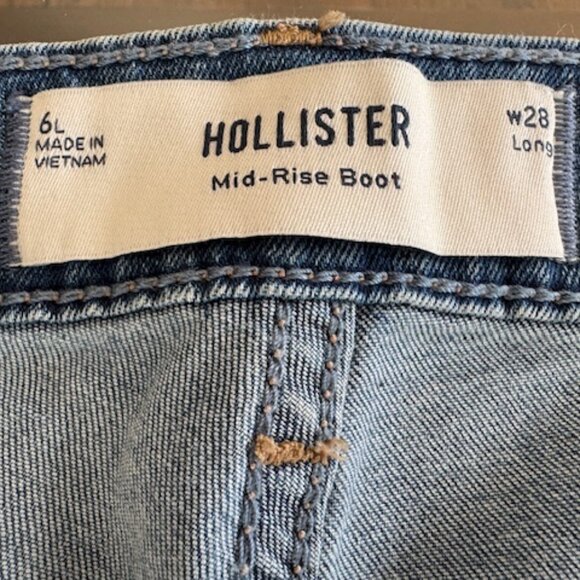 6L
MADE IN
VIETNAM
HOLLISTER
Mid-Rise Boot
W28
Long